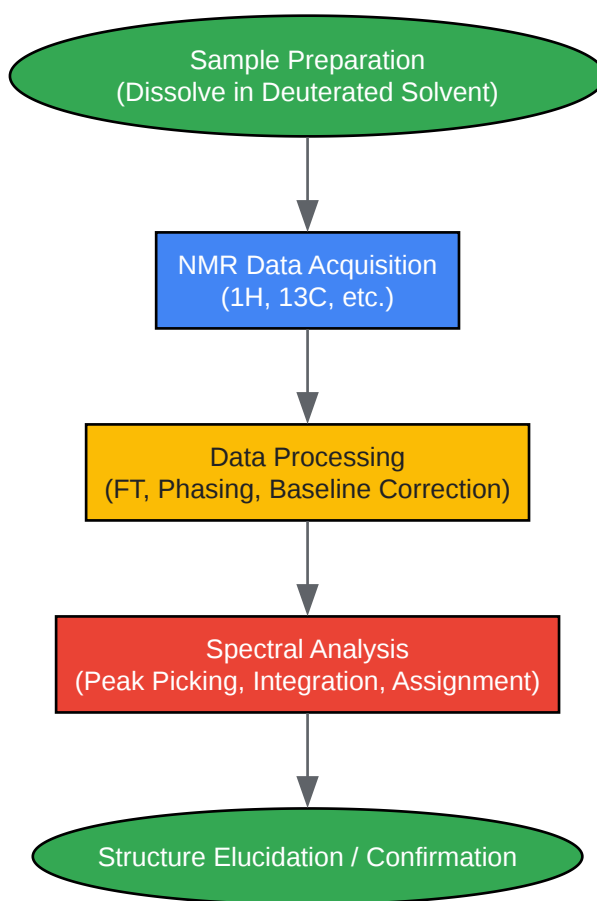 Sample Preparation
(Dissolve in Deuterated Solvent)
NMR Data Acquisition
(1H, 13C, etc.)
Data Processing
(FT, Phasing, Baseline Correction)
Spectral Analysis
(Peak Picking, Integration, Assignment)
Structure Elucidation / Confirmation